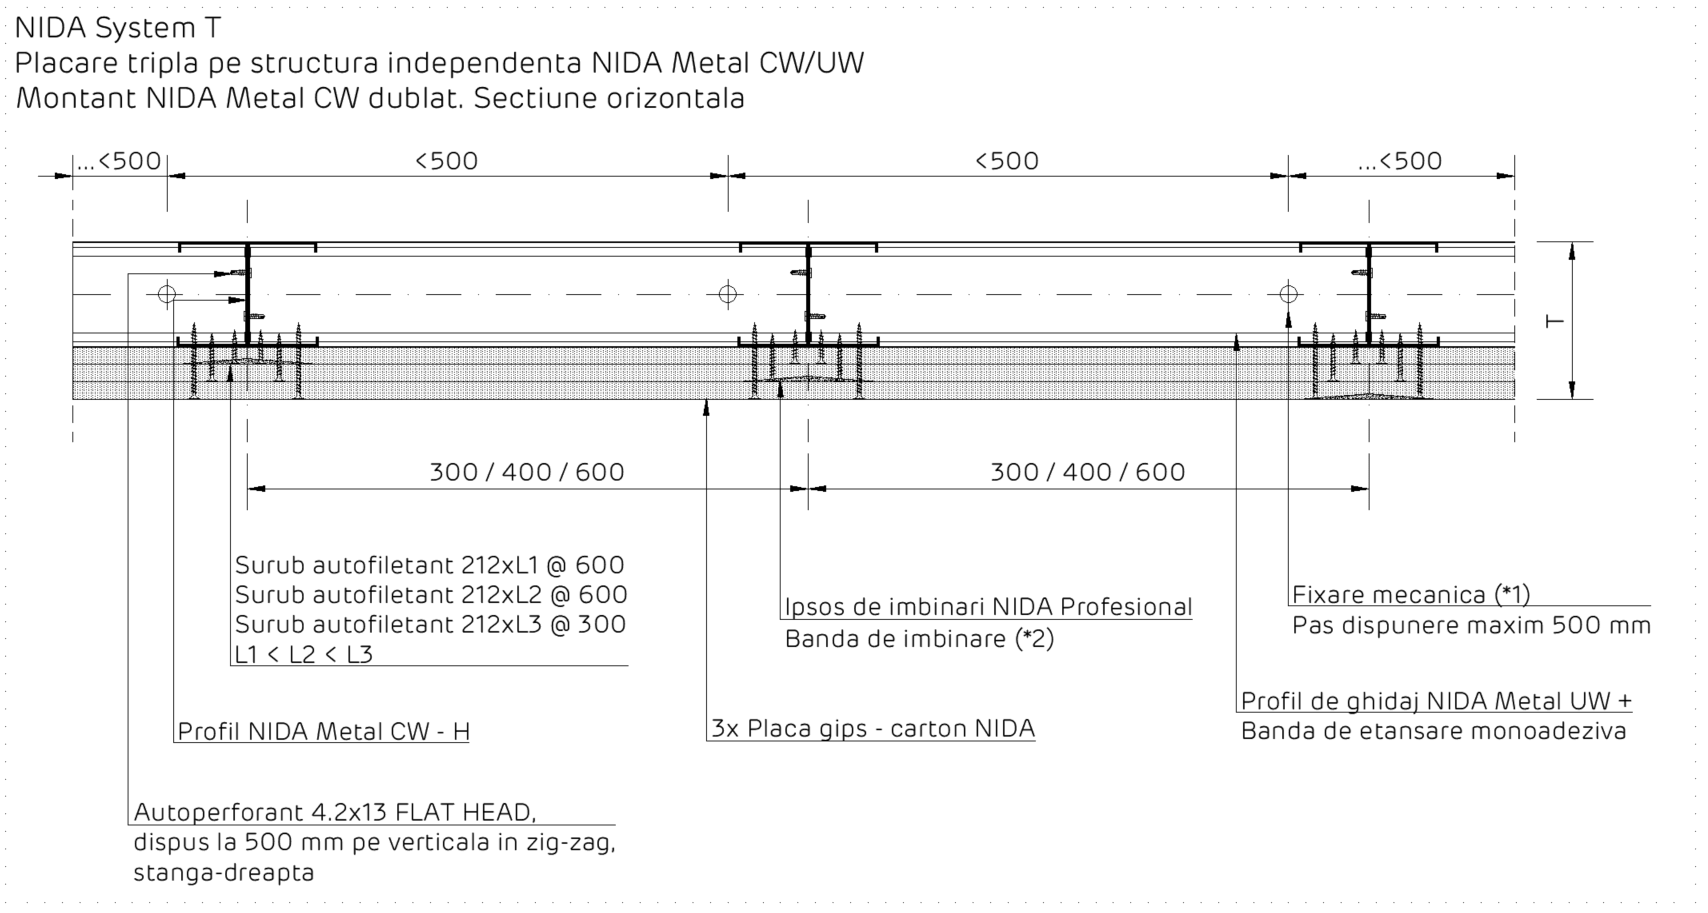 NIDA System T
Placare tripla pe structura independenta NIDA Metal CW/UW
Montant NIDA Metal CW dublat. Sectiune orizontala
...<500
<500
<500
...<500
T
300 / 400 / 600
300 / 400 / 600
Surub autofiletant 212xL1 @ 600
Surub autofiletant 212xL2 @ 600
Surub autofiletant 212xL3 @ 300
L1 < L2 < L3
Ipsos de imbinari NIDA Profesional
Banda de imbinare (*2)
Fixare mecanica (*1)
Pas dispunere maxim 500 mm
Profil de ghidaj NIDA Metal UW +
Banda de etansare monoadeziva
Profil NIDA Metal CW - H
3x Placa gips - carton NIDA
Autoperforant 4.2x13 FLAT HEAD,
dispus la 500 mm pe verticala in zig-zag,
stanga-dreapta